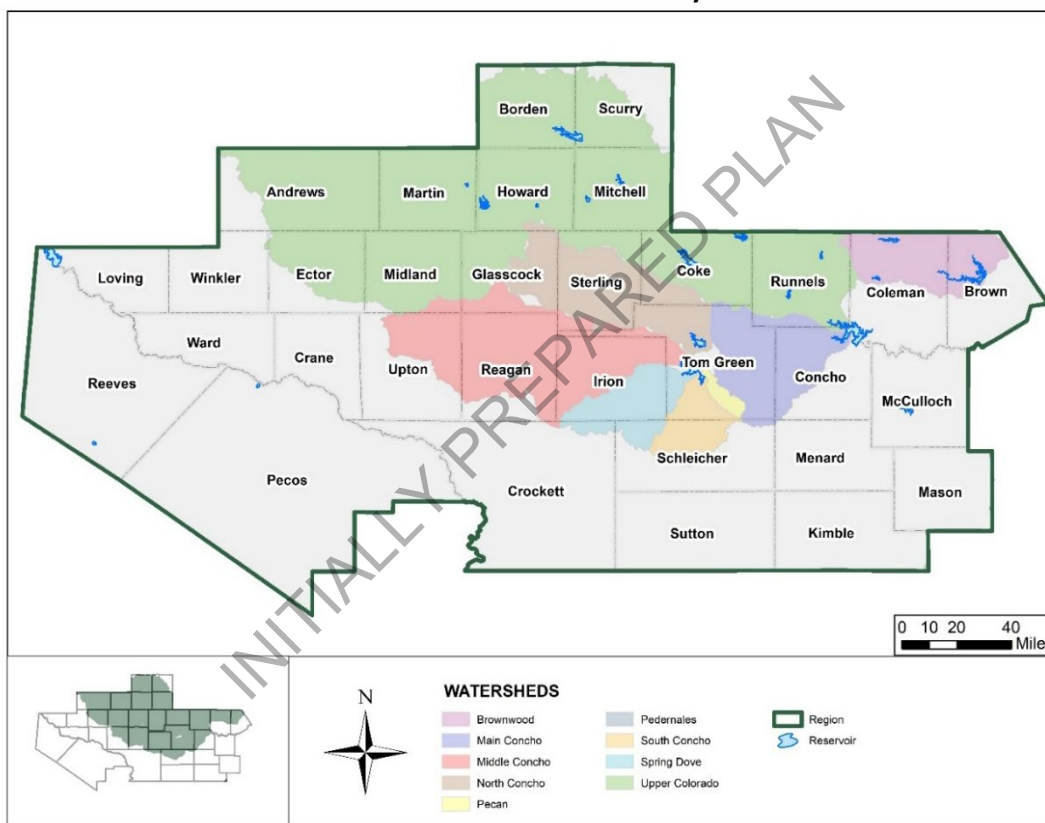 Borden
Scurry
Andrews
Martin
Howard
Mitchell
Loving
Winkler
Ector
Midland
Glasscock
Sterling
Coke
Runnels
Coleman
Brown
Ward
Crane
Upton
Reagan
Irion
Tom Green
Concho
McCulloch
Reeves
Pecos
Crockett
Schleicher
Menard
Mason
Sutton
Kimble
INITIALLY PREPARED PLAN
0 10 20 40
Mile
N
WATERSHEDS
Brownwood
Main Concho
Middle Concho
North Concho
Pecan
Pedernales
South Concho
Spring Dove
Upper Colorado
Region
Reservoir